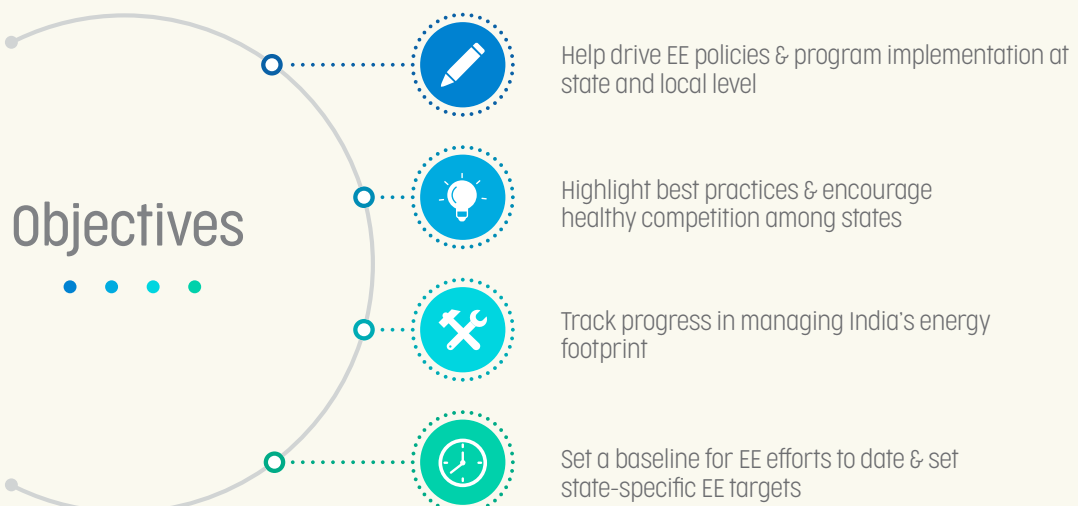 Objectives
Help drive EE policies & program implementation at
state and local level
Highlight best practices & encourage
healthy competition among states
Track progress in managing India's energy
footprint
Set a baseline for EE efforts to date & set
state-specific EE targets